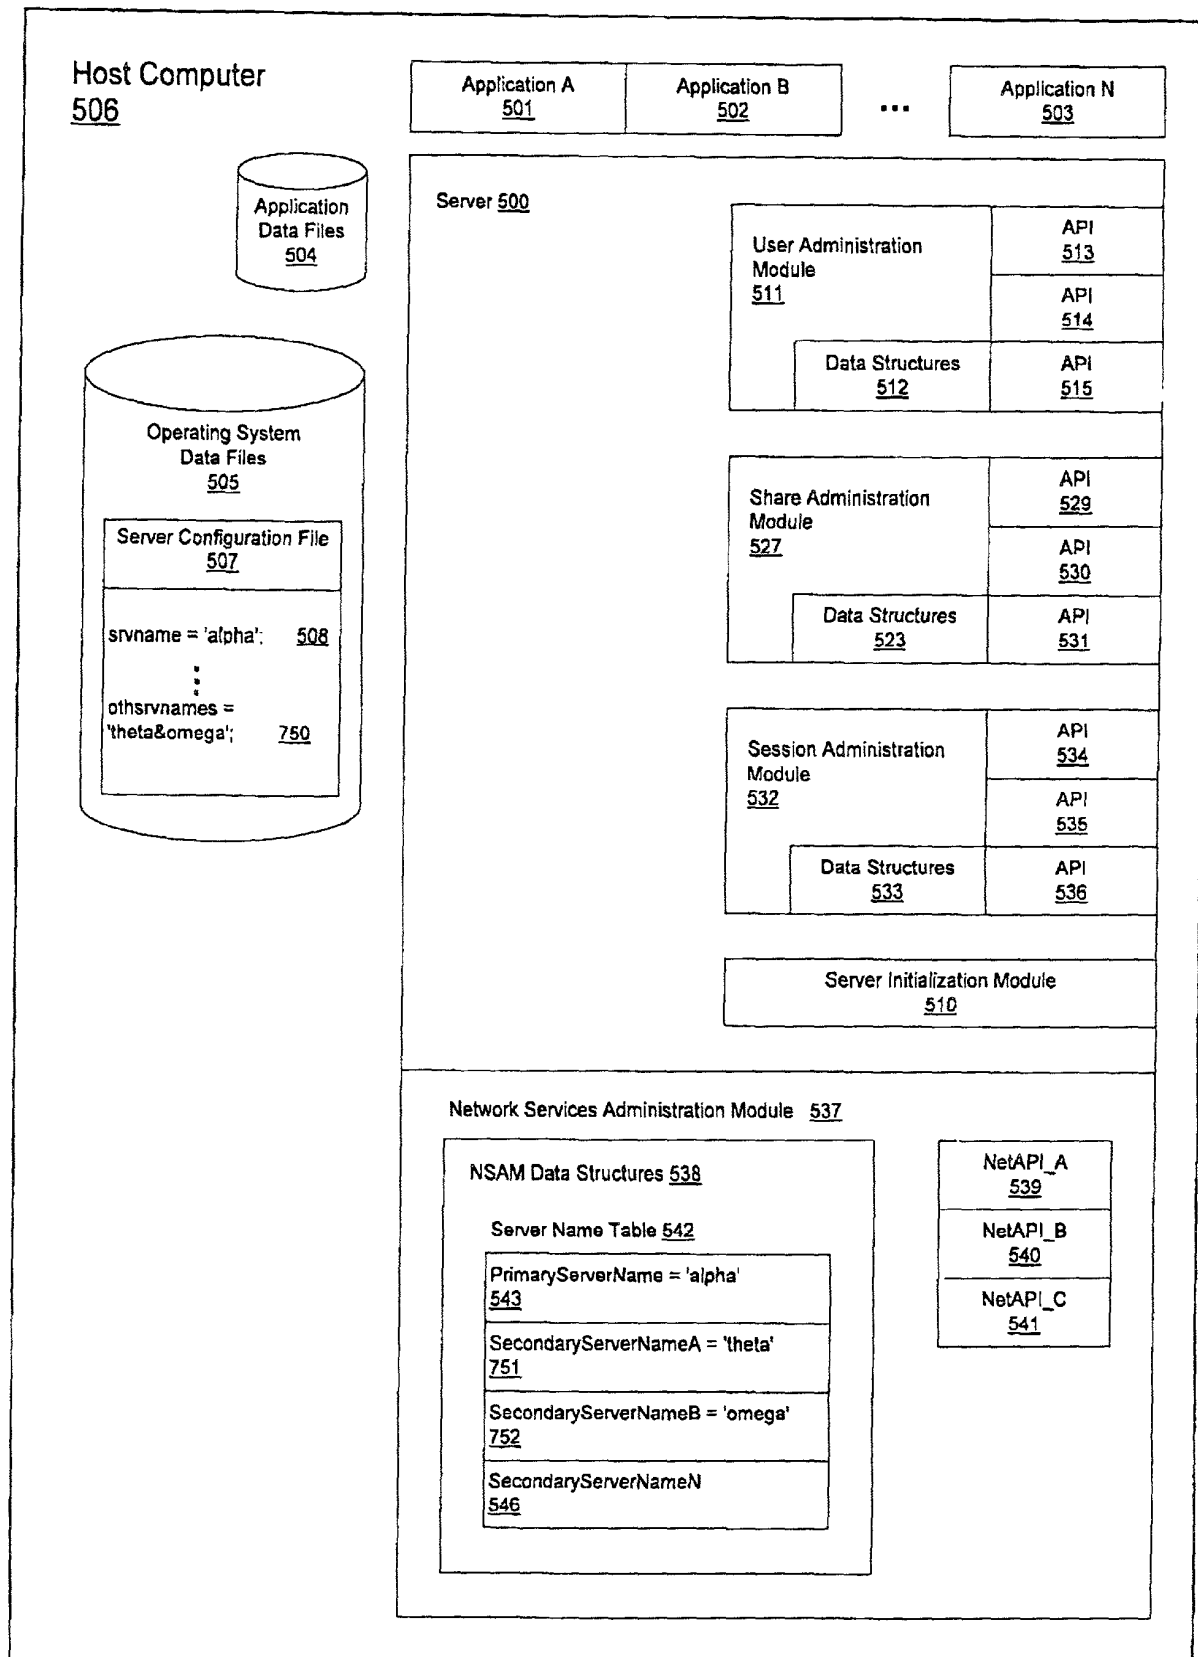 Host Computer
506
Application A
501
Application B
502
...
Application N
503
Application
Data Files
504
Operating System
Data Files
505
Server Configuration File
507
srvname = 'alpha'; 508
othsrvnames =
'theta&omega'; 750
Server 500
User Administration
Module
511
API
513
API
514
Data Structures
512
API
515
Share Administration
Module
527
API
529
API
530
Data Structures
523
API
531
Session Administration
Module
532
API
534
API
535
Data Structures
533
API
536
Server Initialization Module
510
Network Services Administration Module 537
NSAM Data Structures 538
Server Name Table 542
PrimaryServerName = 'alpha'
543
SecondaryServerNameA = 'theta'
751
SecondaryServerNameB = 'omega'
752
SecondaryServerNameN
546
NetAPI_A
539
NetAPI_B
540
NetAPI_C
541